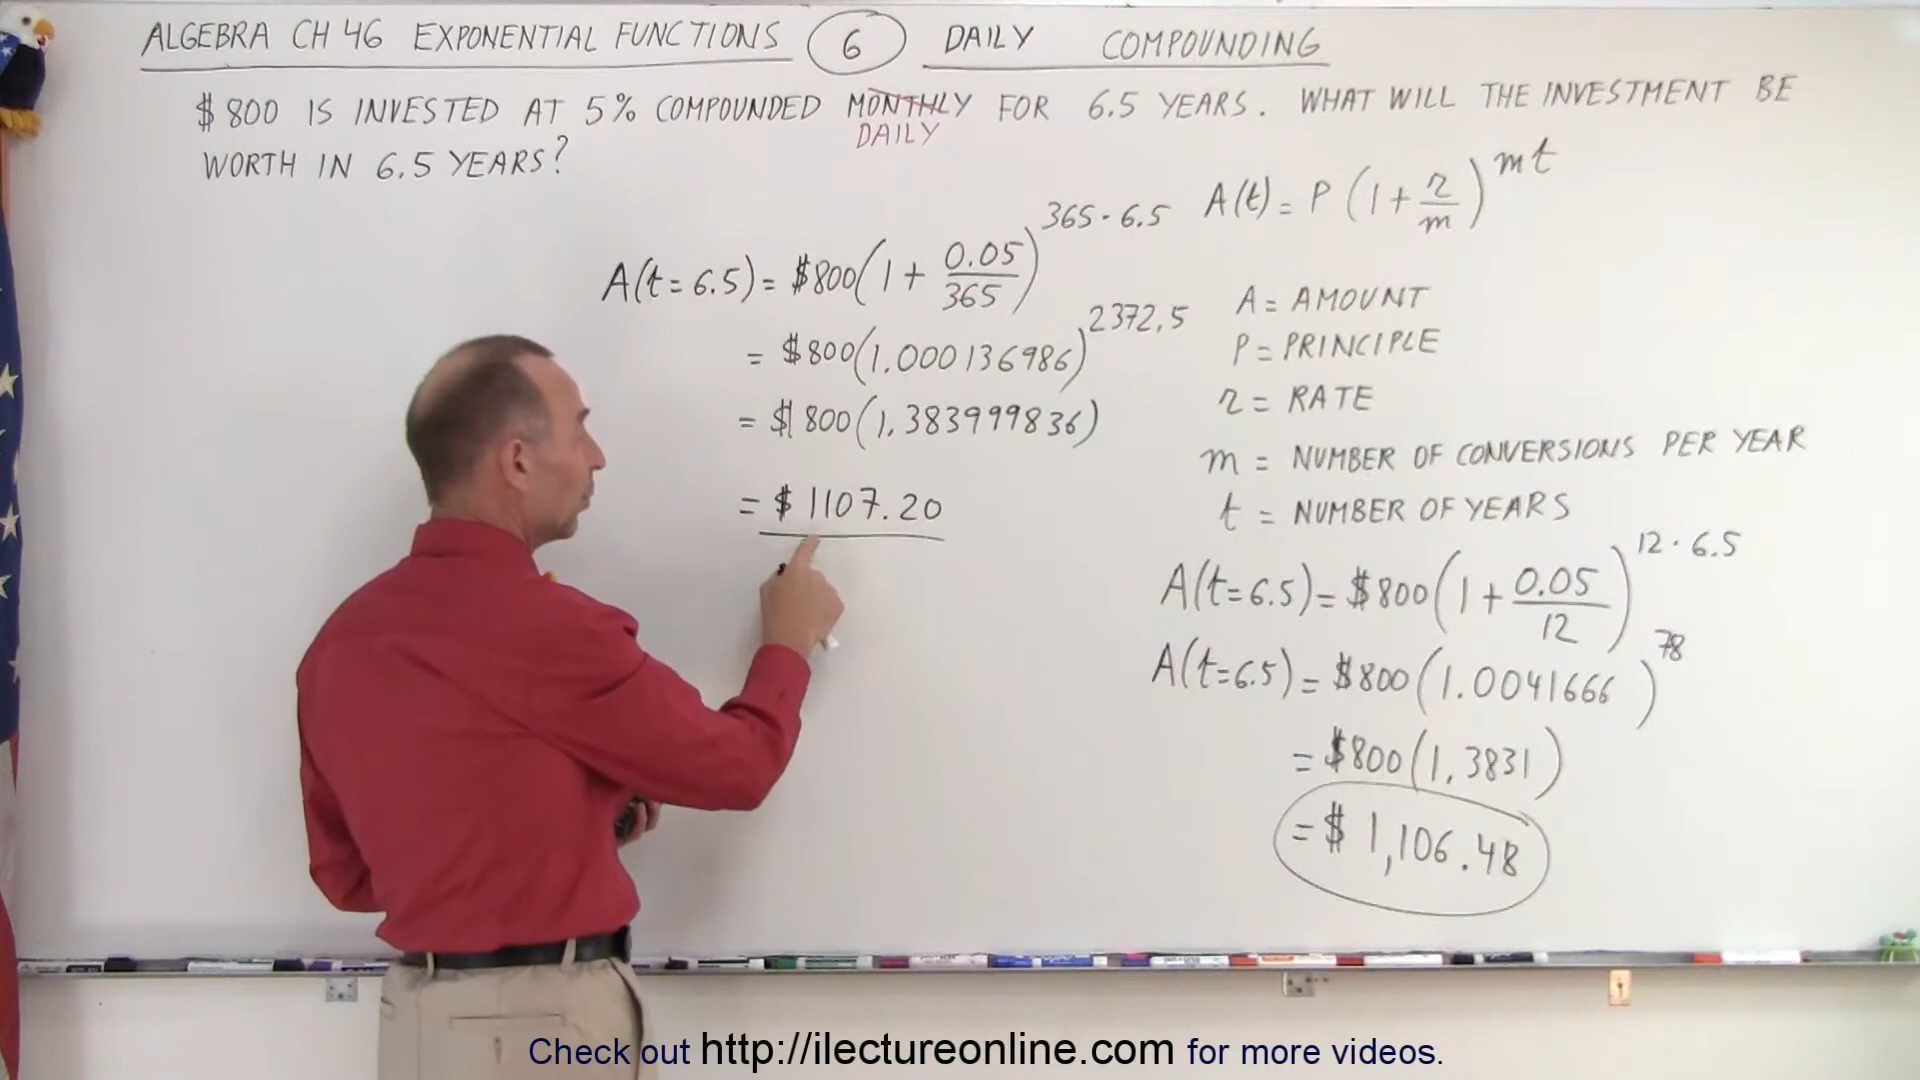 ALGEBRA CH 46 EXPONENTIAL FUNCTIONS 6 DAILY COMPOUNDING
$800 IS INVESTED AT 5% COMPOUNDED MONTHLY FOR 6.5 YEARS. WHAT WILL THE INVESTMENT BE
DAILY
WORTH IN 6.5 YEARS?
A(t=6.5) = $800(1 + 0.05/365)^365·6.5
= $800(1.000136986)^2372.5
= $800(1.383999836)
= $1107.20
A(t) = P(1 + r/m)^mt
A = AMOUNT
P = PRINCIPLE
r = RATE
m = NUMBER OF CONVERSIONS PER YEAR
t = NUMBER OF YEARS
A(t=6.5) = $800(1 + 0.05/12)^12·6.5
A(t=6.5) = $800(1.0041666)^78
= $800(1.3831)
= $1,106.48
Check out http://ilectureonline.com for more videos.